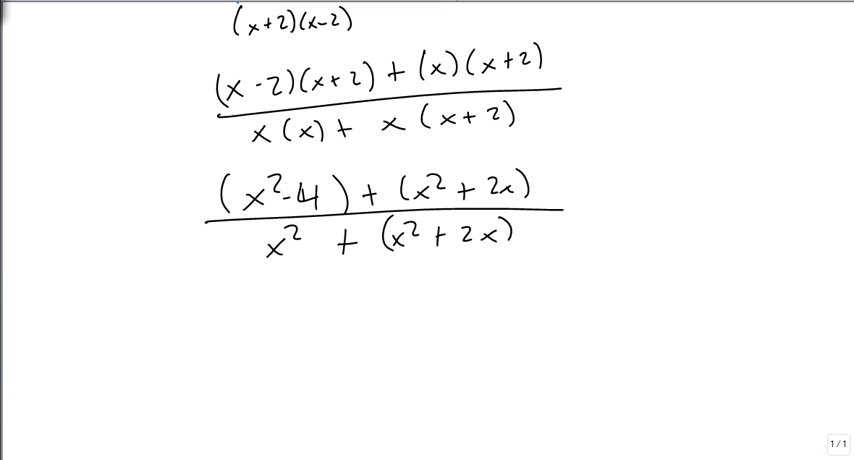 (x+2)(x-2)
(x-2)(x+2) + (x)(x+2)
x(x) + x(x+2)
(x²-4) + (x²+2x)
x² + (x²+2x)
1/1